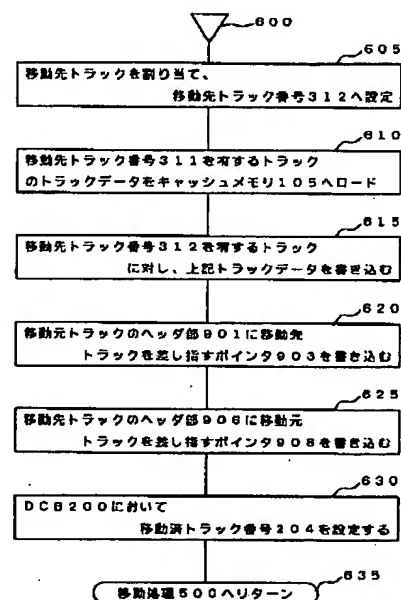 600
605
移動先トラックを割り当て、
移動先トラック番号312へ設定
610
移動先トラック番号311を有するトラック
のトラックデータをキャッシュメモリ105へロード
615
移動先トラック番号312を有するトラック
に対し、上記トラックデータを書き込む
620
移動元トラックのヘッダ部901に移動先
トラックを差し指すポインタ903を書き込む
625
移動先トラックのヘッダ部906に移動元
トラックを差し指すポインタ908を書き込む
630
DCB200において
移動済トラック番号204を設定する
635
移動処理500へリターン